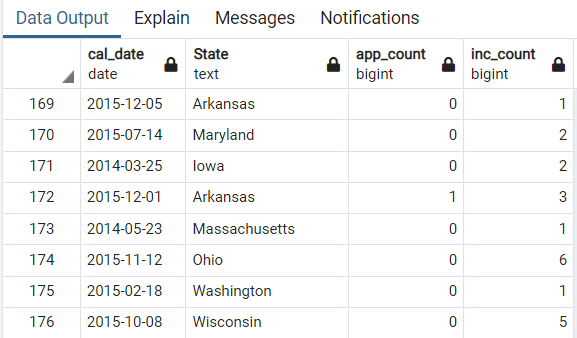 Data Output Explain Messages Notifications
cal_date State app_count inc_count
date text bigint bigint
169 2015-12-05 Arkansas 0 1
170 2015-07-14 Maryland 0 2
171 2014-03-25 Iowa 0 2
172 2015-12-01 Arkansas 1 3
173 2014-05-23 Massachusetts 0 1
174 2015-11-12 Ohio 0 6
175 2015-02-18 Washington 0 1
176 2015-10-08 Wisconsin 0 5